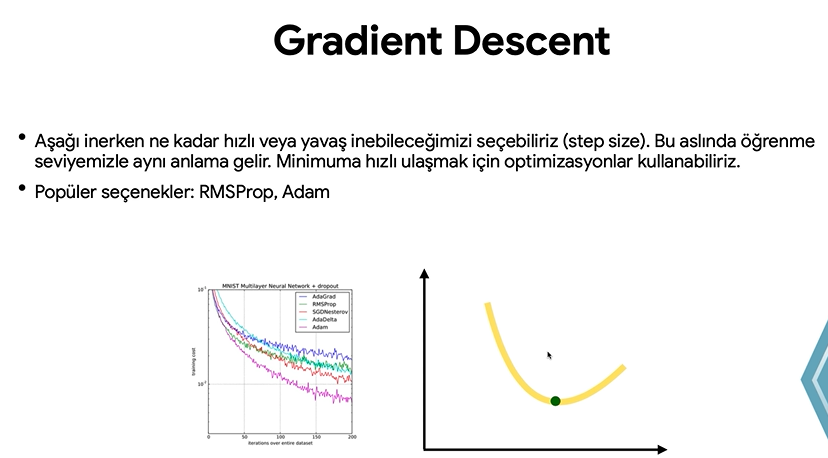 Gradient Descent
• Aşağı inerken ne kadar hızlı veya yavaş inebileceğimizi seçebiliriz (step size). Bu aslında öğrenme
seviyemizle aynı anlama gelir. Minimuma hızlı ulaşmak için optimizasyonlar kullanabiliriz.
• Popüler seçenekler: RMSProp, Adam
MNIST Multilayer Neural Network + dropout
AdaGrad
RMSProp
SGDNesterov
AdaDelta
Adam
10⁻¹
10⁻²
training cost
0 50 100 150 200
iterations over entire dataset